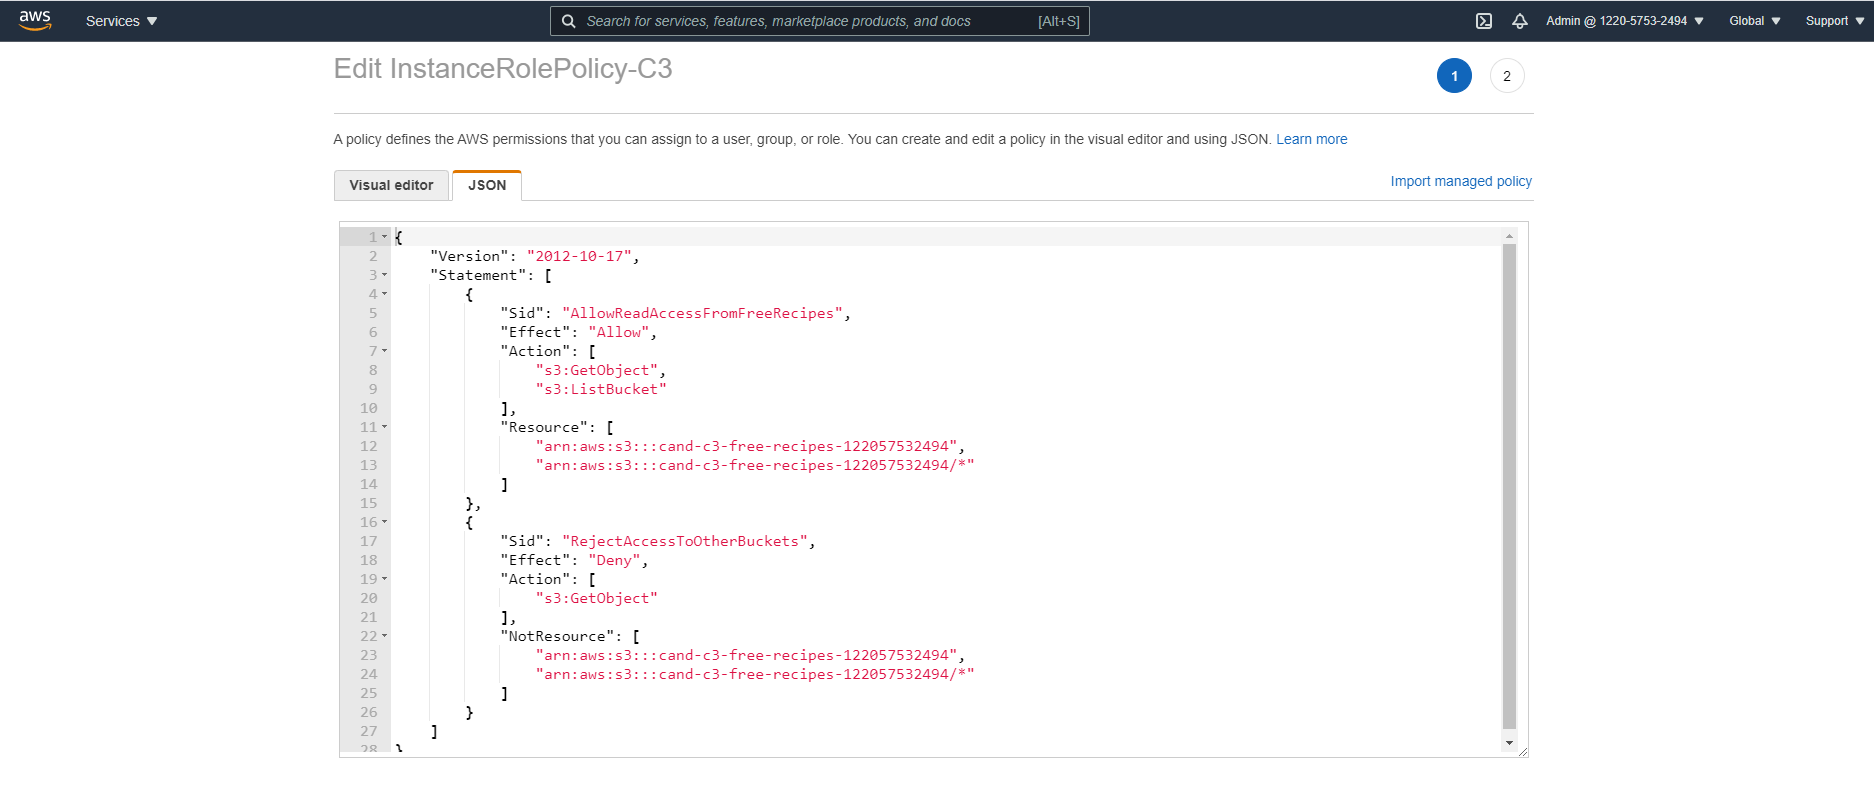 aws
Services
Search for services, features, marketplace products, and docs [Alt+S]
Admin @ 1220-5753-2494
Global
Support
Edit InstanceRolePolicy-C3
1
2
A policy defines the AWS permissions that you can assign to a user, group, or role. You can create and edit a policy in the visual editor and using JSON. Learn more
Visual editor
JSON
Import managed policy
1 {
2     "Version": "2012-10-17",
3     "Statement": [
4         {
5             "Sid": "AllowReadAccessFromFreeRecipes",
6             "Effect": "Allow",
7             "Action": [
8                 "s3:GetObject",
9                 "s3:ListBucket"
10             ],
11             "Resource": [
12                 "arn:aws:s3:::cand-c3-free-recipes-122057532494",
13                 "arn:aws:s3:::cand-c3-free-recipes-122057532494/*"
14             ]
15         },
16         {
17             "Sid": "RejectAccessToOtherBuckets",
18             "Effect": "Deny",
19             "Action": [
20                 "s3:GetObject"
21             ],
22             "NotResource": [
23                 "arn:aws:s3:::cand-c3-free-recipes-122057532494",
24                 "arn:aws:s3:::cand-c3-free-recipes-122057532494/*"
25             ]
26         }
27     ]
28 }